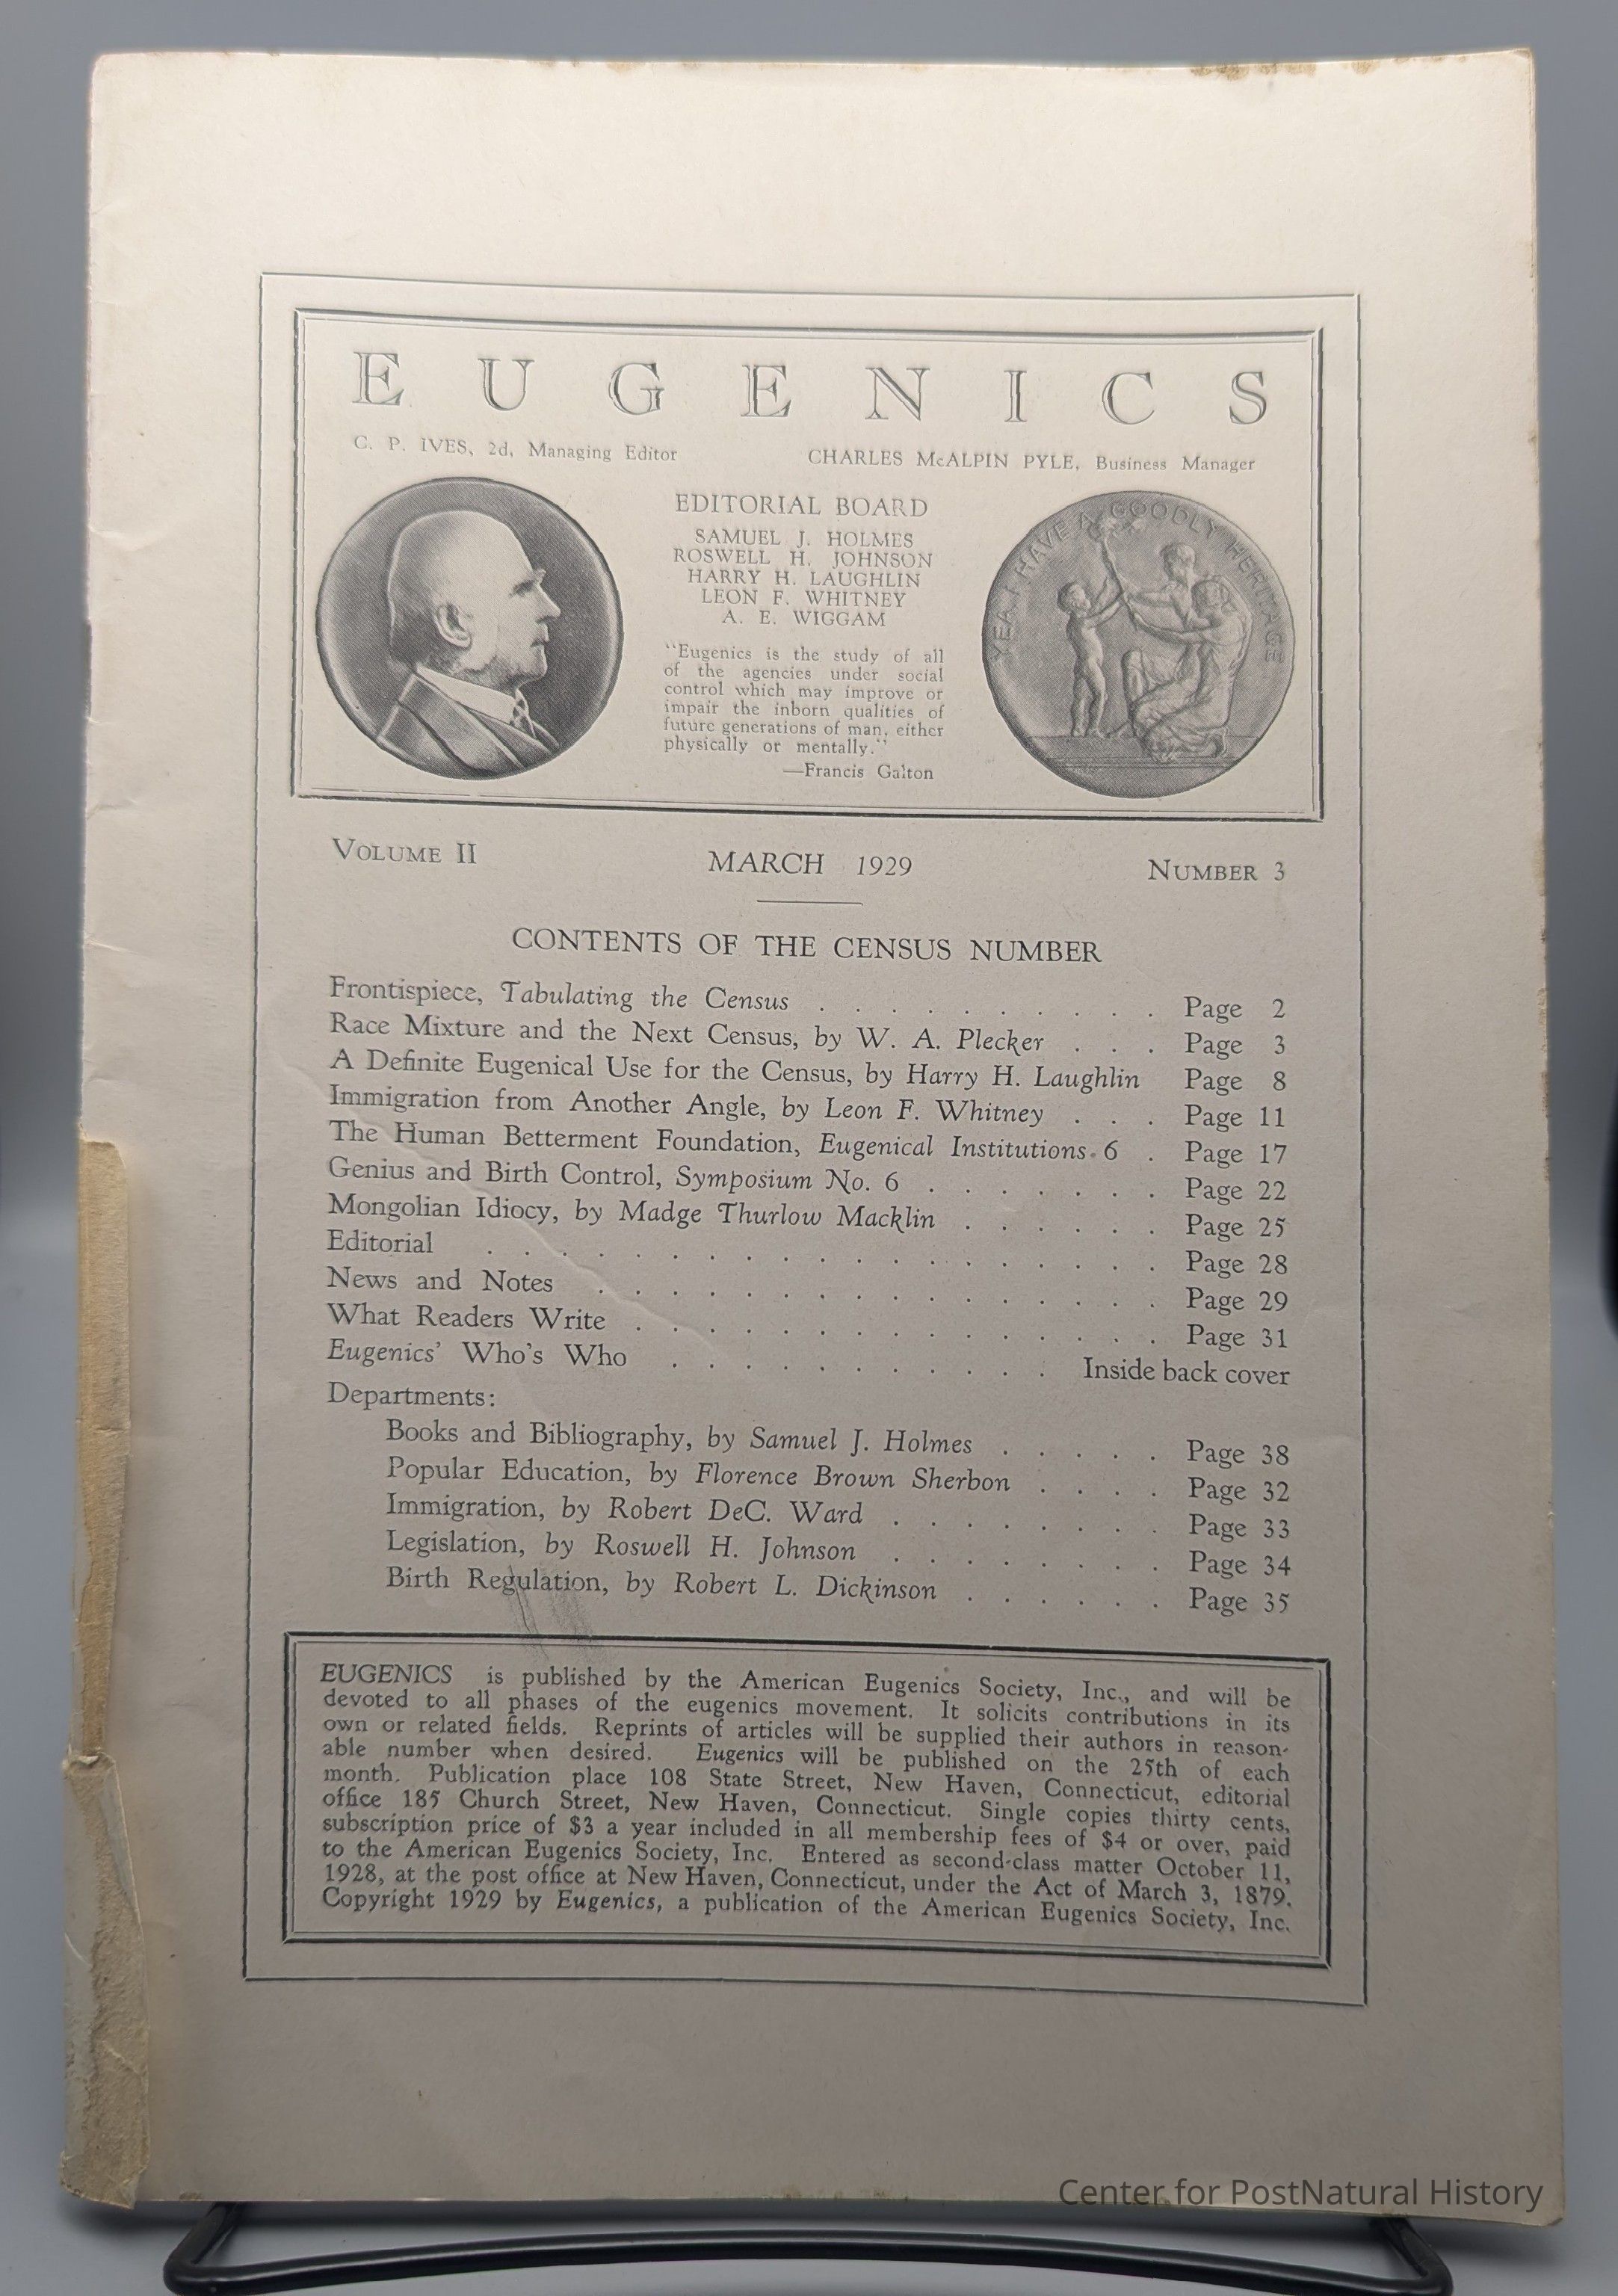 EUGENICS
C. P. IVES, 2d, Managing Editor
CHARLES McALPIN PYLE, Business Manager
EDITORIAL BOARD
SAMUEL J. HOLMES
ROSWELL H. JOHNSON
HARRY H. LAUGHLIN
LEON F. WHITNEY
A. E. WIGGAM
"Eugenics is the study of all
of the agencies under social
control which may improve or
impair the inborn qualities of
future generations of man, either
physically or mentally."
—Francis Galton
YEA, I HAVE A GOODLY HERITAGE
VOLUME II MARCH 1929 NUMBER 3
CONTENTS OF THE CENSUS NUMBER
Frontispiece, Tabulating the Census . . . . . . . . . . Page 2
Race Mixture and the Next Census, by W. A. Plecker . . . Page 3
A Definite Eugenical Use for the Census, by Harry H. Laughlin Page 8
Immigration from Another Angle, by Leon F. Whitney . . . Page 11
The Human Betterment Foundation, Eugenical Institutions-6 . Page 17
Genius and Birth Control, Symposium No. 6 . . . . . . . Page 22
Mongolian Idiocy, by Madge Thurlow Macklin . . . . . . Page 25
Editorial . . . . . . . . . . . . . . . . . . . Page 28
News and Notes . . . . . . . . . . . . . . . . Page 29
What Readers Write . . . . . . . . . . . . . . . Page 31
Eugenics' Who's Who . . . . . . . . . . . Inside back cover
Departments:
Books and Bibliography, by Samuel J. Holmes . . . . . Page 38
Popular Education, by Florence Brown Sherbon . . . . Page 32
Immigration, by Robert DeC. Ward . . . . . . . . Page 33
Legislation, by Roswell H. Johnson . . . . . . . . Page 34
Birth Regulation, by Robert L. Dickinson . . . . . . Page 35
EUGENICS is published by the American Eugenics Society, Inc., and will be
devoted to all phases of the eugenics movement. It solicits contributions in its
own or related fields. Reprints of articles will be supplied their authors in reason-
able number when desired. Eugenics will be published on the 25th of each
month. Publication place 108 State Street, New Haven, Connecticut, editorial
office 185 Church Street, New Haven, Connecticut. Single copies thirty cents,
subscription price of $3 a year included in all membership fees of $4 or over, paid
to the American Eugenics Society, Inc. Entered as second-class matter October 11,
1928, at the post office at New Haven, Connecticut, under the Act of March 3, 1879.
Copyright 1929 by Eugenics, a publication of the American Eugenics Society, Inc.
Center for PostNatural History